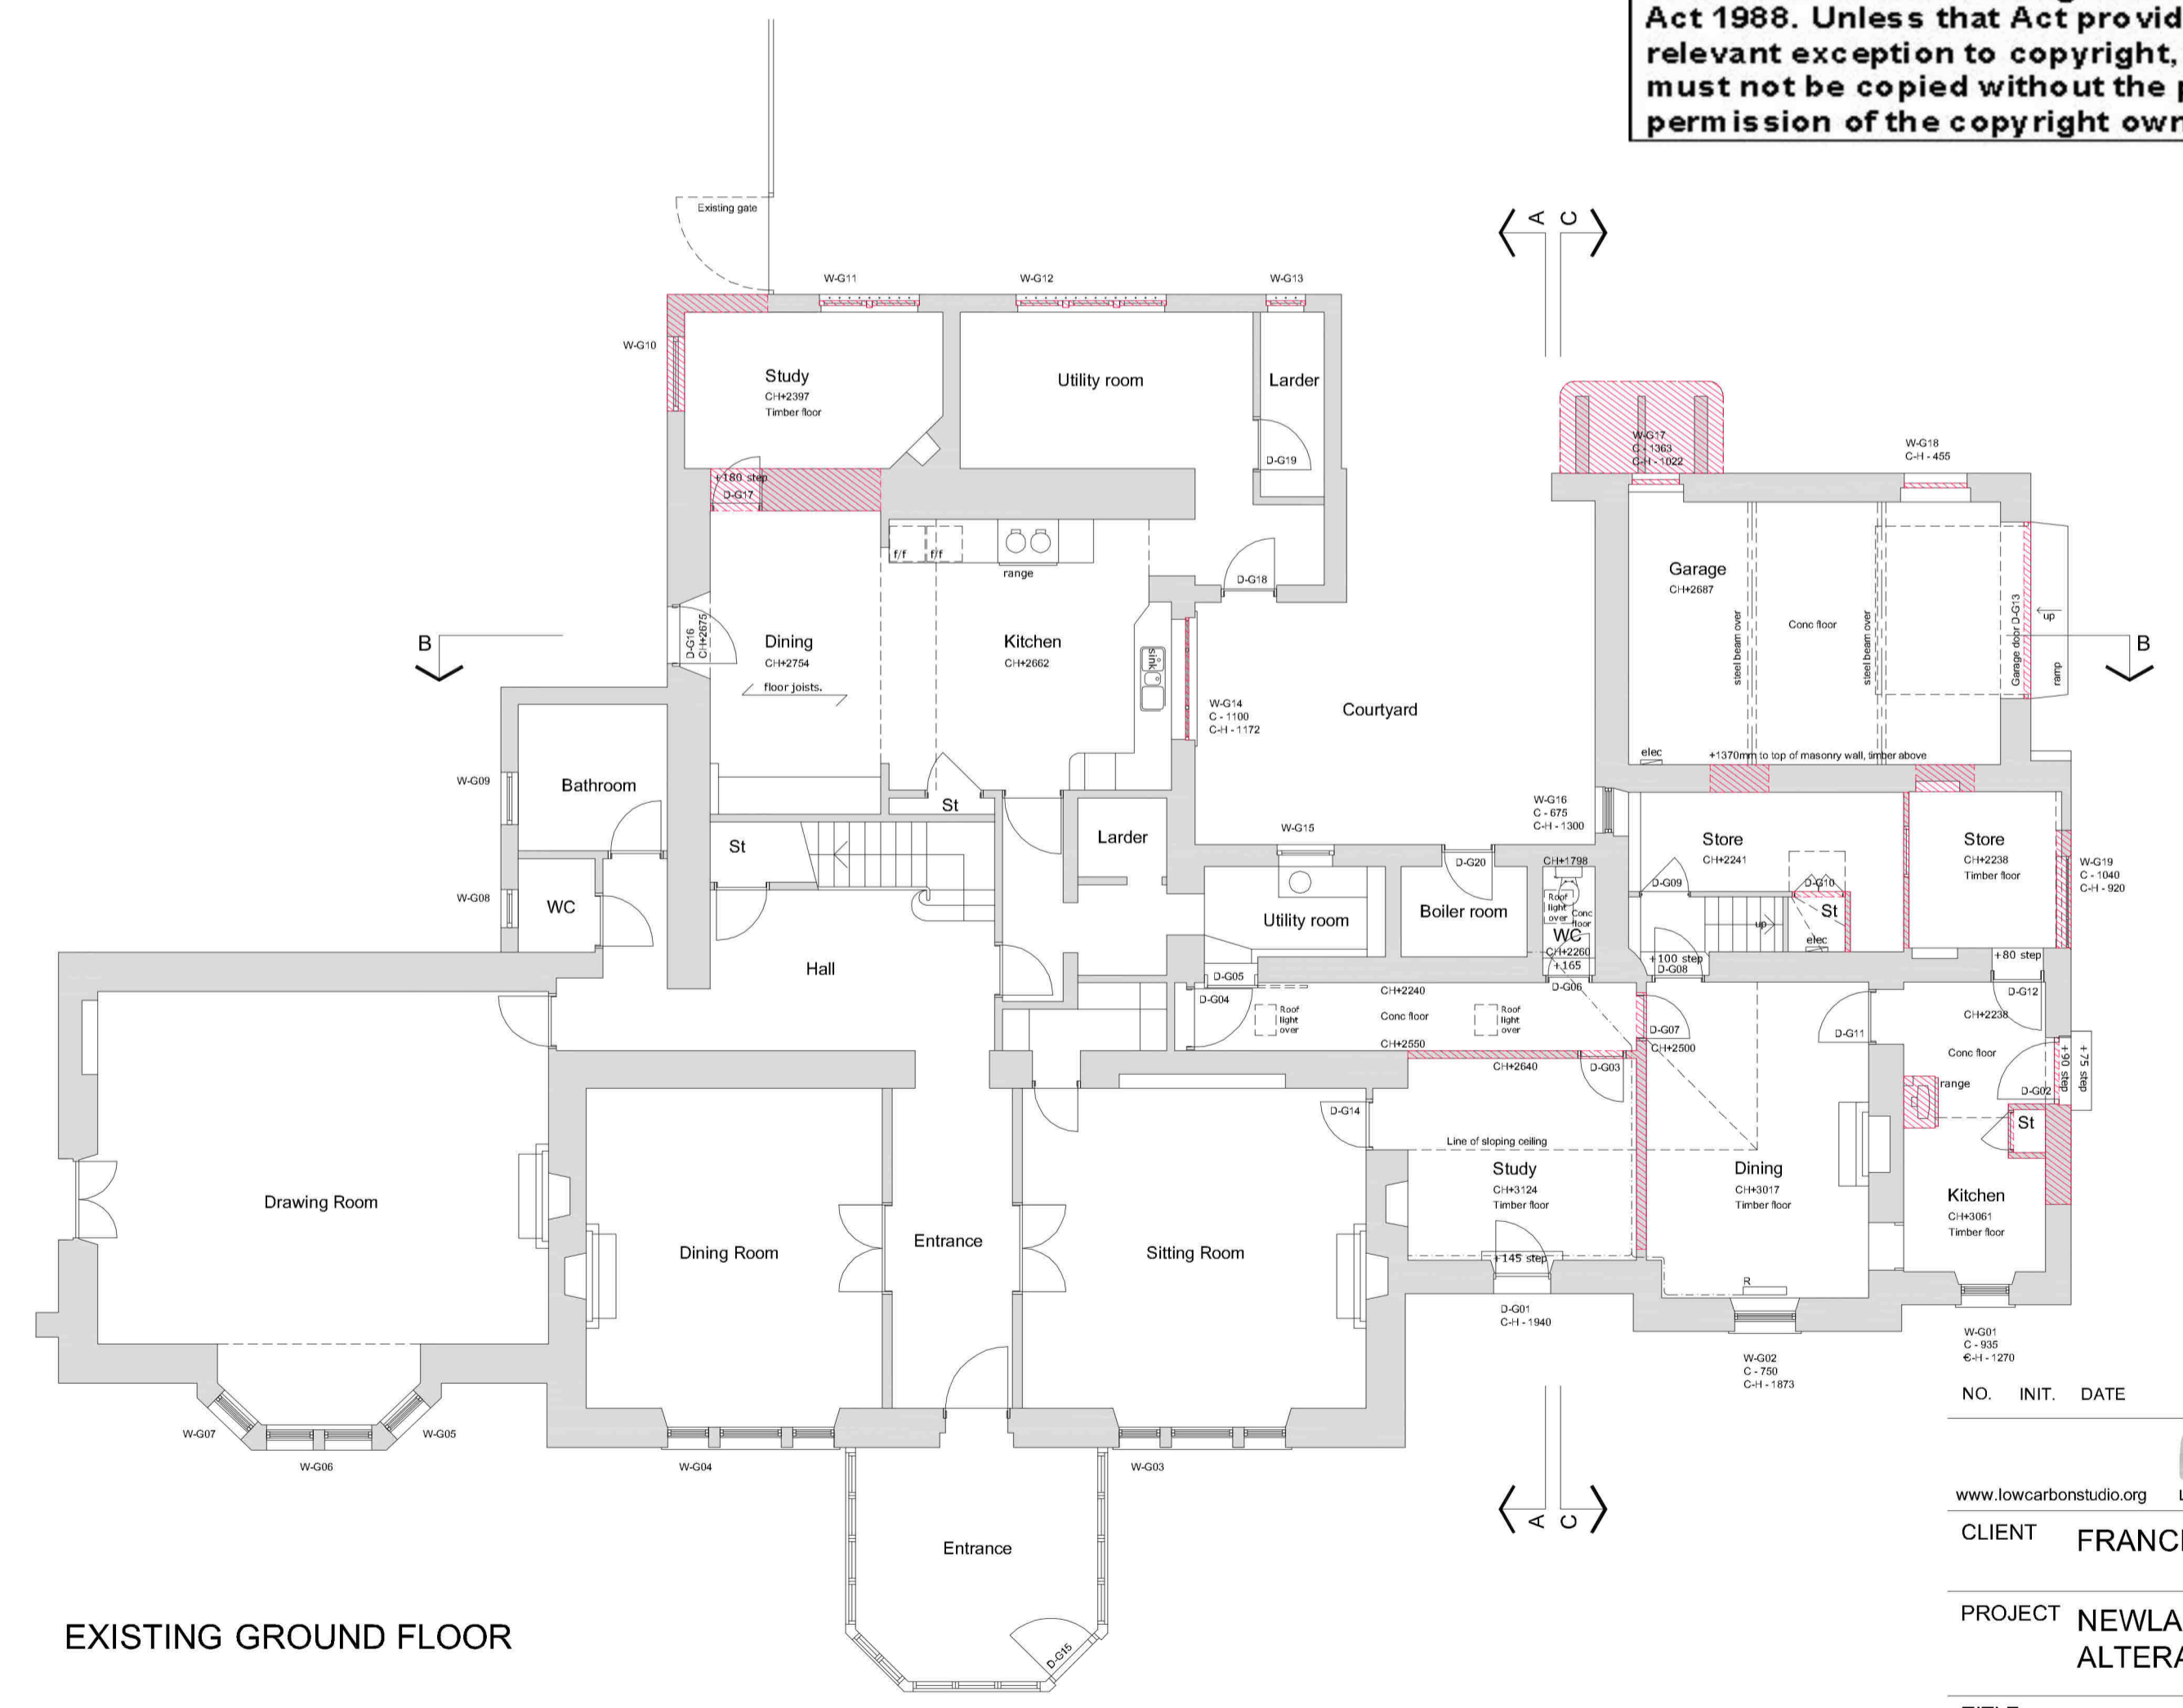 Act 1988. Unless that Act provid
relevant exception to copyright,
must not be copied without the p
permission of the copyright own
Existing gate
A C
W-G11
W-G12
W-G13
W-G10
Study
CH+2397
Timber floor
Utility room
Larder
D-G19
+180 step
D-G17
W-G17
C - 1363
C-H - 1022
W-G18
C-H - 455
f/f
f/f
range
D-G18
Garage
CH+2687
steel beam over
Conc floor
steel beam over
Garage door D-G13
up
ramp
B
D-G16
CH+2675
Dining
CH+2754
floor joists.
Kitchen
CH+2662
sink
W-G14
C - 1100
C-H - 1172
Courtyard
B
elec
+1370mm to top of masonry wall, timber above
W-G09
Bathroom
St
St
Larder
W-G15
W-G16
C - 675
C-H - 1300
Store
CH+2241
Store
CH+2238
Timber floor
W-G19
C - 1040
C-H - 920
W-G08
WC
Utility room
Boiler room
D-G20
CH+1798
Roof
light
over
Conc
floor
WC
CH+2260
+165
D-G09
D-G10
St
up
elec
+100 step
D-G08
+80 step
D-G12
Hall
D-G05
D-G04
Roof
light
over
CH+2240
Conc floor
CH+2550
Roof
light
over
D-G06
D-G07
CH+2500
D-G11
CH+2238
Conc floor
range
D-G02
+90 step
+75 step
St
CH+2640
D-G03
D-G14
Line of sloping ceiling
Study
CH+3124
Timber floor
Dining
CH+3017
Timber floor
Kitchen
CH+3061
Timber floor
Drawing Room
Dining Room
Entrance
Sitting Room
+145 step
R
D-G01
C-H - 1940
W-G02
C - 750
C-H - 1873
W-G01
C - 935
C-H - 1270
W-G07
W-G06
W-G05
W-G04
W-G03
NO. INIT. DATE
www.lowcarbonstudio.org
A C
Entrance
D-G15
CLIENT FRANCI
PROJECT NEWLA
ALTERA
EXISTING GROUND FLOOR